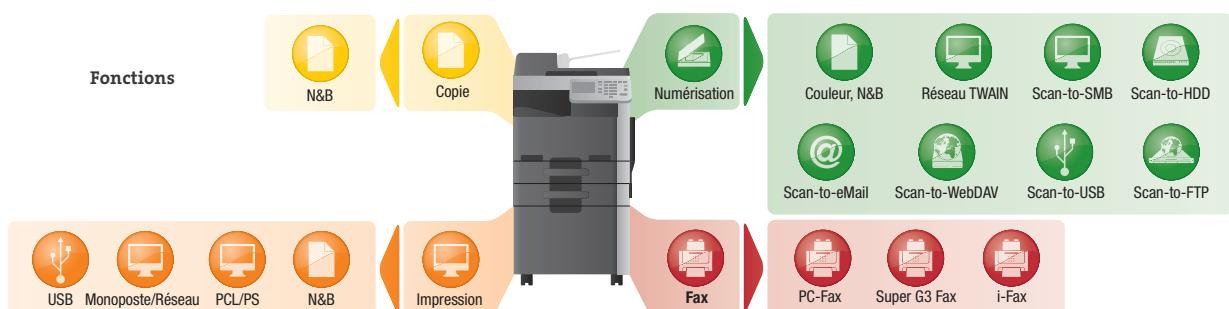 Fonctions
N&B
Copie
Numérisation
Couleur, N&B
Réseau TWAIN
Scan-to-SMB
Scan-to-HDD
Scan-to-eMail
Scan-to-WebDAV
Scan-to-USB
Scan-to-FTP
USB
Monoposte/Réseau
PCL/PS
N&B
Impression
Fax
PC-Fax
Super G3 Fax
i-Fax